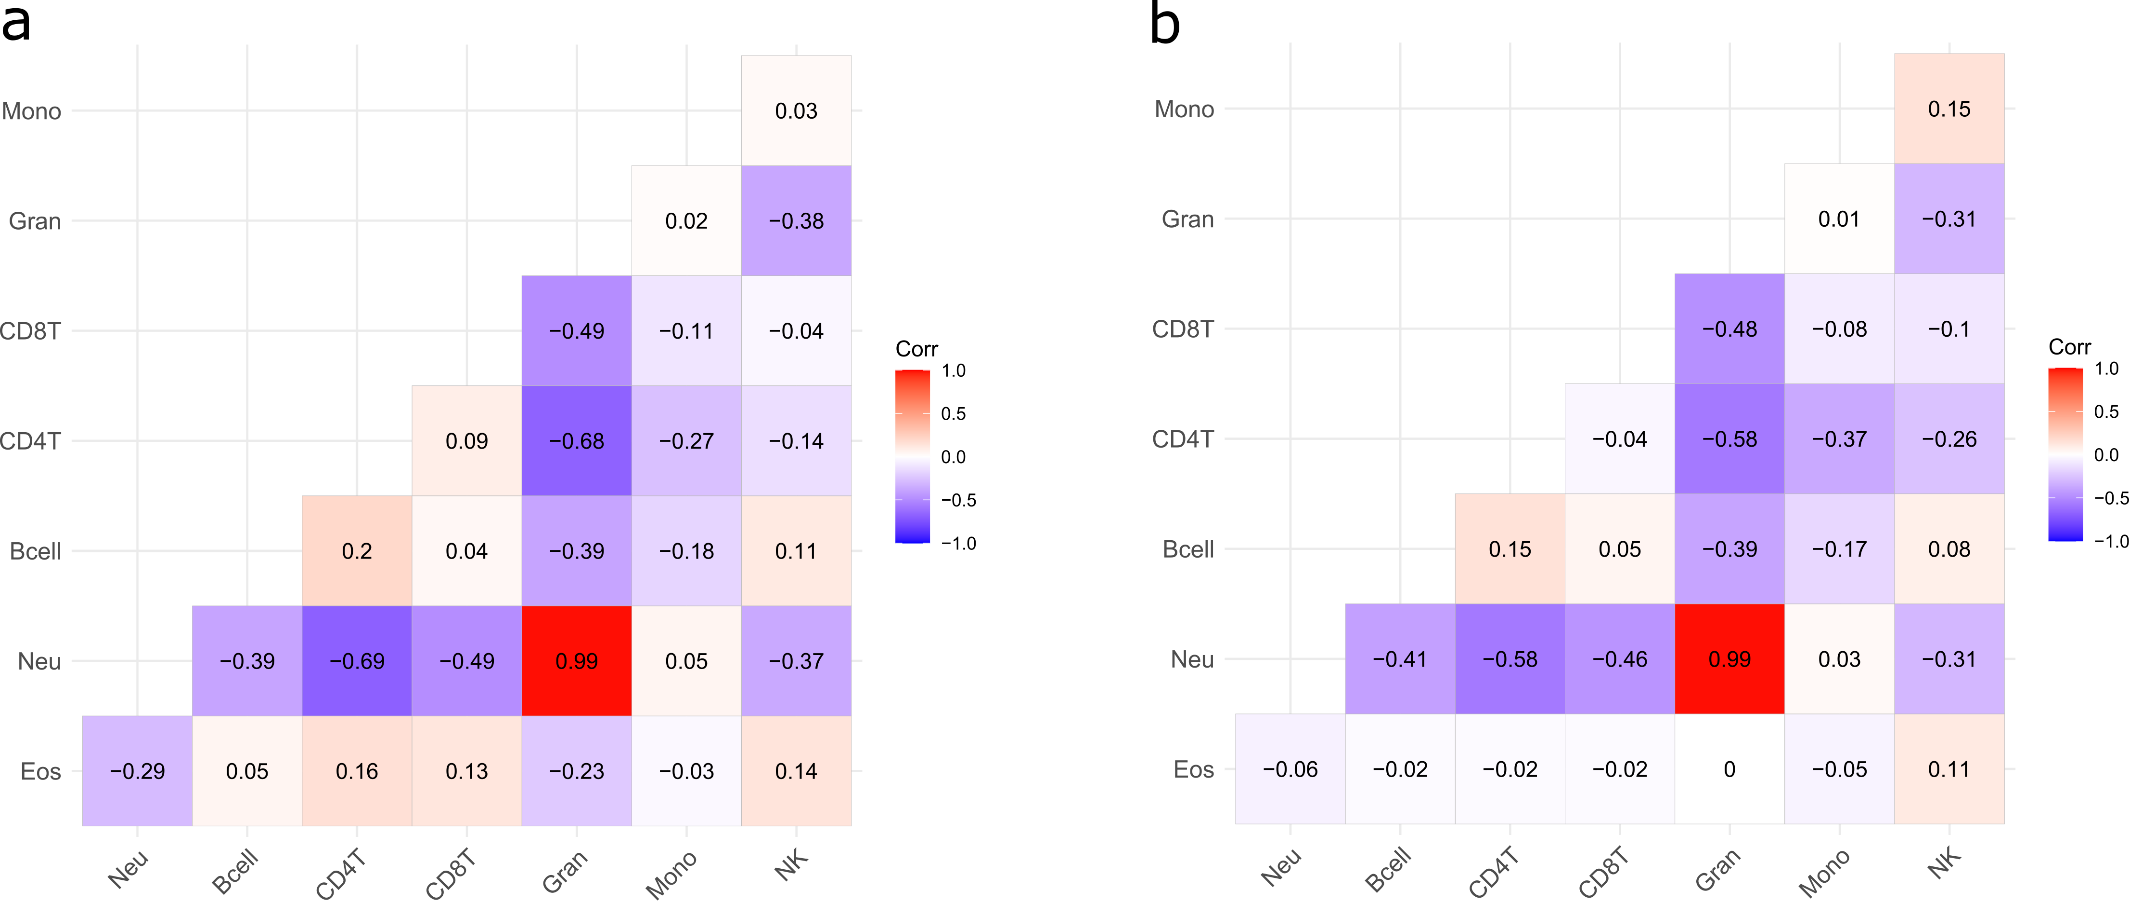 a
Mono
0.03
Gran
0.02 −0.38
CD8T
−0.49 −0.11 −0.04
CD4T
0.09 −0.68 −0.27 −0.14
Bcell
0.2 0.04 −0.39 −0.18 0.11
Neu
−0.39 −0.69 −0.49 0.99 0.05 −0.37
Eos
−0.29 0.05 0.16 0.13 −0.23 −0.03 0.14
Neu Bcell CD4T CD8T Gran Mono NK
Corr
1.0
0.5
0.0
−0.5
−1.0
b
Mono
0.15
Gran
0.01 −0.31
CD8T
−0.48 −0.08 −0.1
CD4T
−0.04 −0.58 −0.37 −0.26
Bcell
0.15 0.05 −0.39 −0.17 0.08
Neu
−0.41 −0.58 −0.46 0.99 0.03 −0.31
Eos
−0.06 −0.02 −0.02 −0.02 0 −0.05 0.11
Neu Bcell CD4T CD8T Gran Mono NK
Corr
1.0
0.5
0.0
−0.5
−1.0